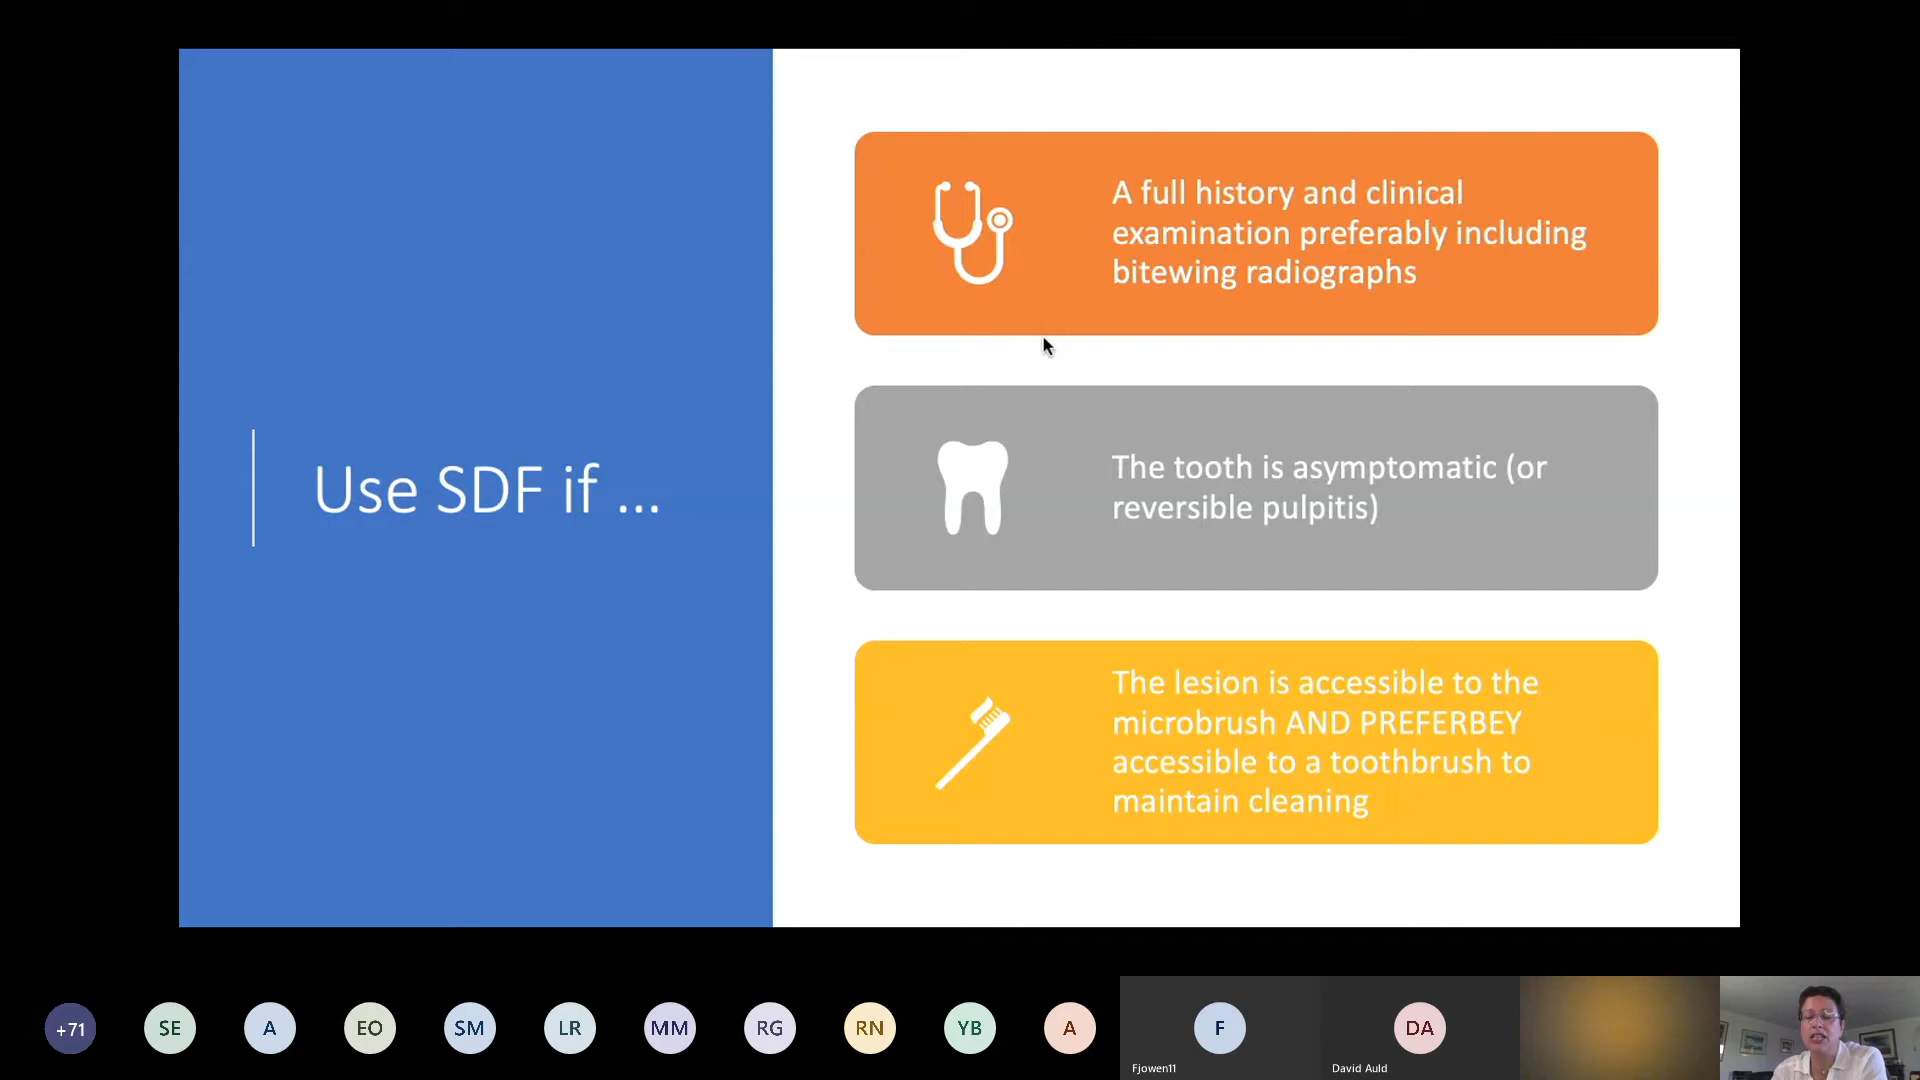 Use SDF if ...
A full history and clinical
examination preferably including
bitewing radiographs
The tooth is asymptomatic (or
reversible pulpitis)
The lesion is accessible to the
microbrush AND PREFERBEY
accessible to a toothbrush to
maintain cleaning
+71
SE
A
EO
SM
LR
MM
RG
RN
YB
A
F
DA
Fjowen11
David Auld